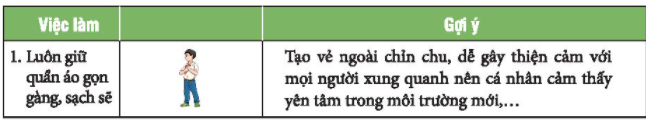 Việc làm
Gợi ý
1. Luôn giữ
quần áo gọn
gàng, sạch sẽ
Tạo vẻ ngoài chỉn chu, dễ gây thiện cảm với
mọi người xung quanh nên cá nhân cảm thấy
yên tâm trong môi trường mới,...